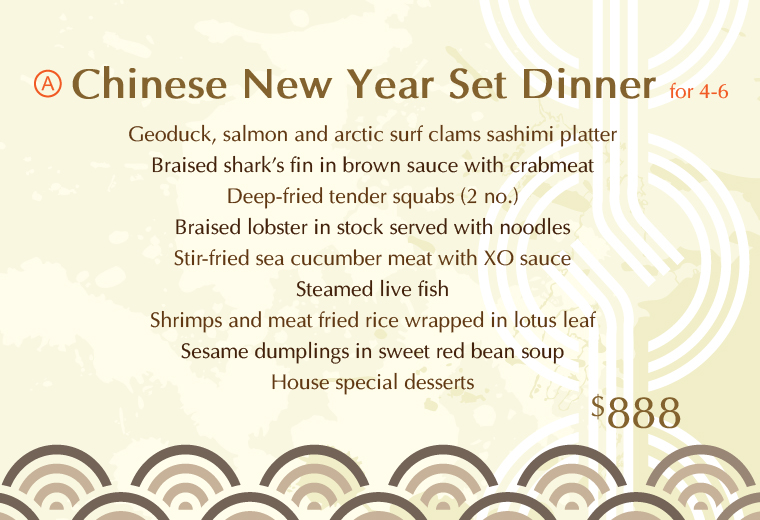 Ⓐ Chinese New Year Set Dinner for 4-6
Geoduck, salmon and arctic surf clams sashimi platter
Braised shark’s fin in brown sauce with crabmeat
Deep-fried tender squabs (2 no.)
Braised lobster in stock served with noodles
Stir-fried sea cucumber meat with XO sauce
Steamed live fish
Shrimps and meat fried rice wrapped in lotus leaf
Sesame dumplings in sweet red bean soup
House special desserts
$888